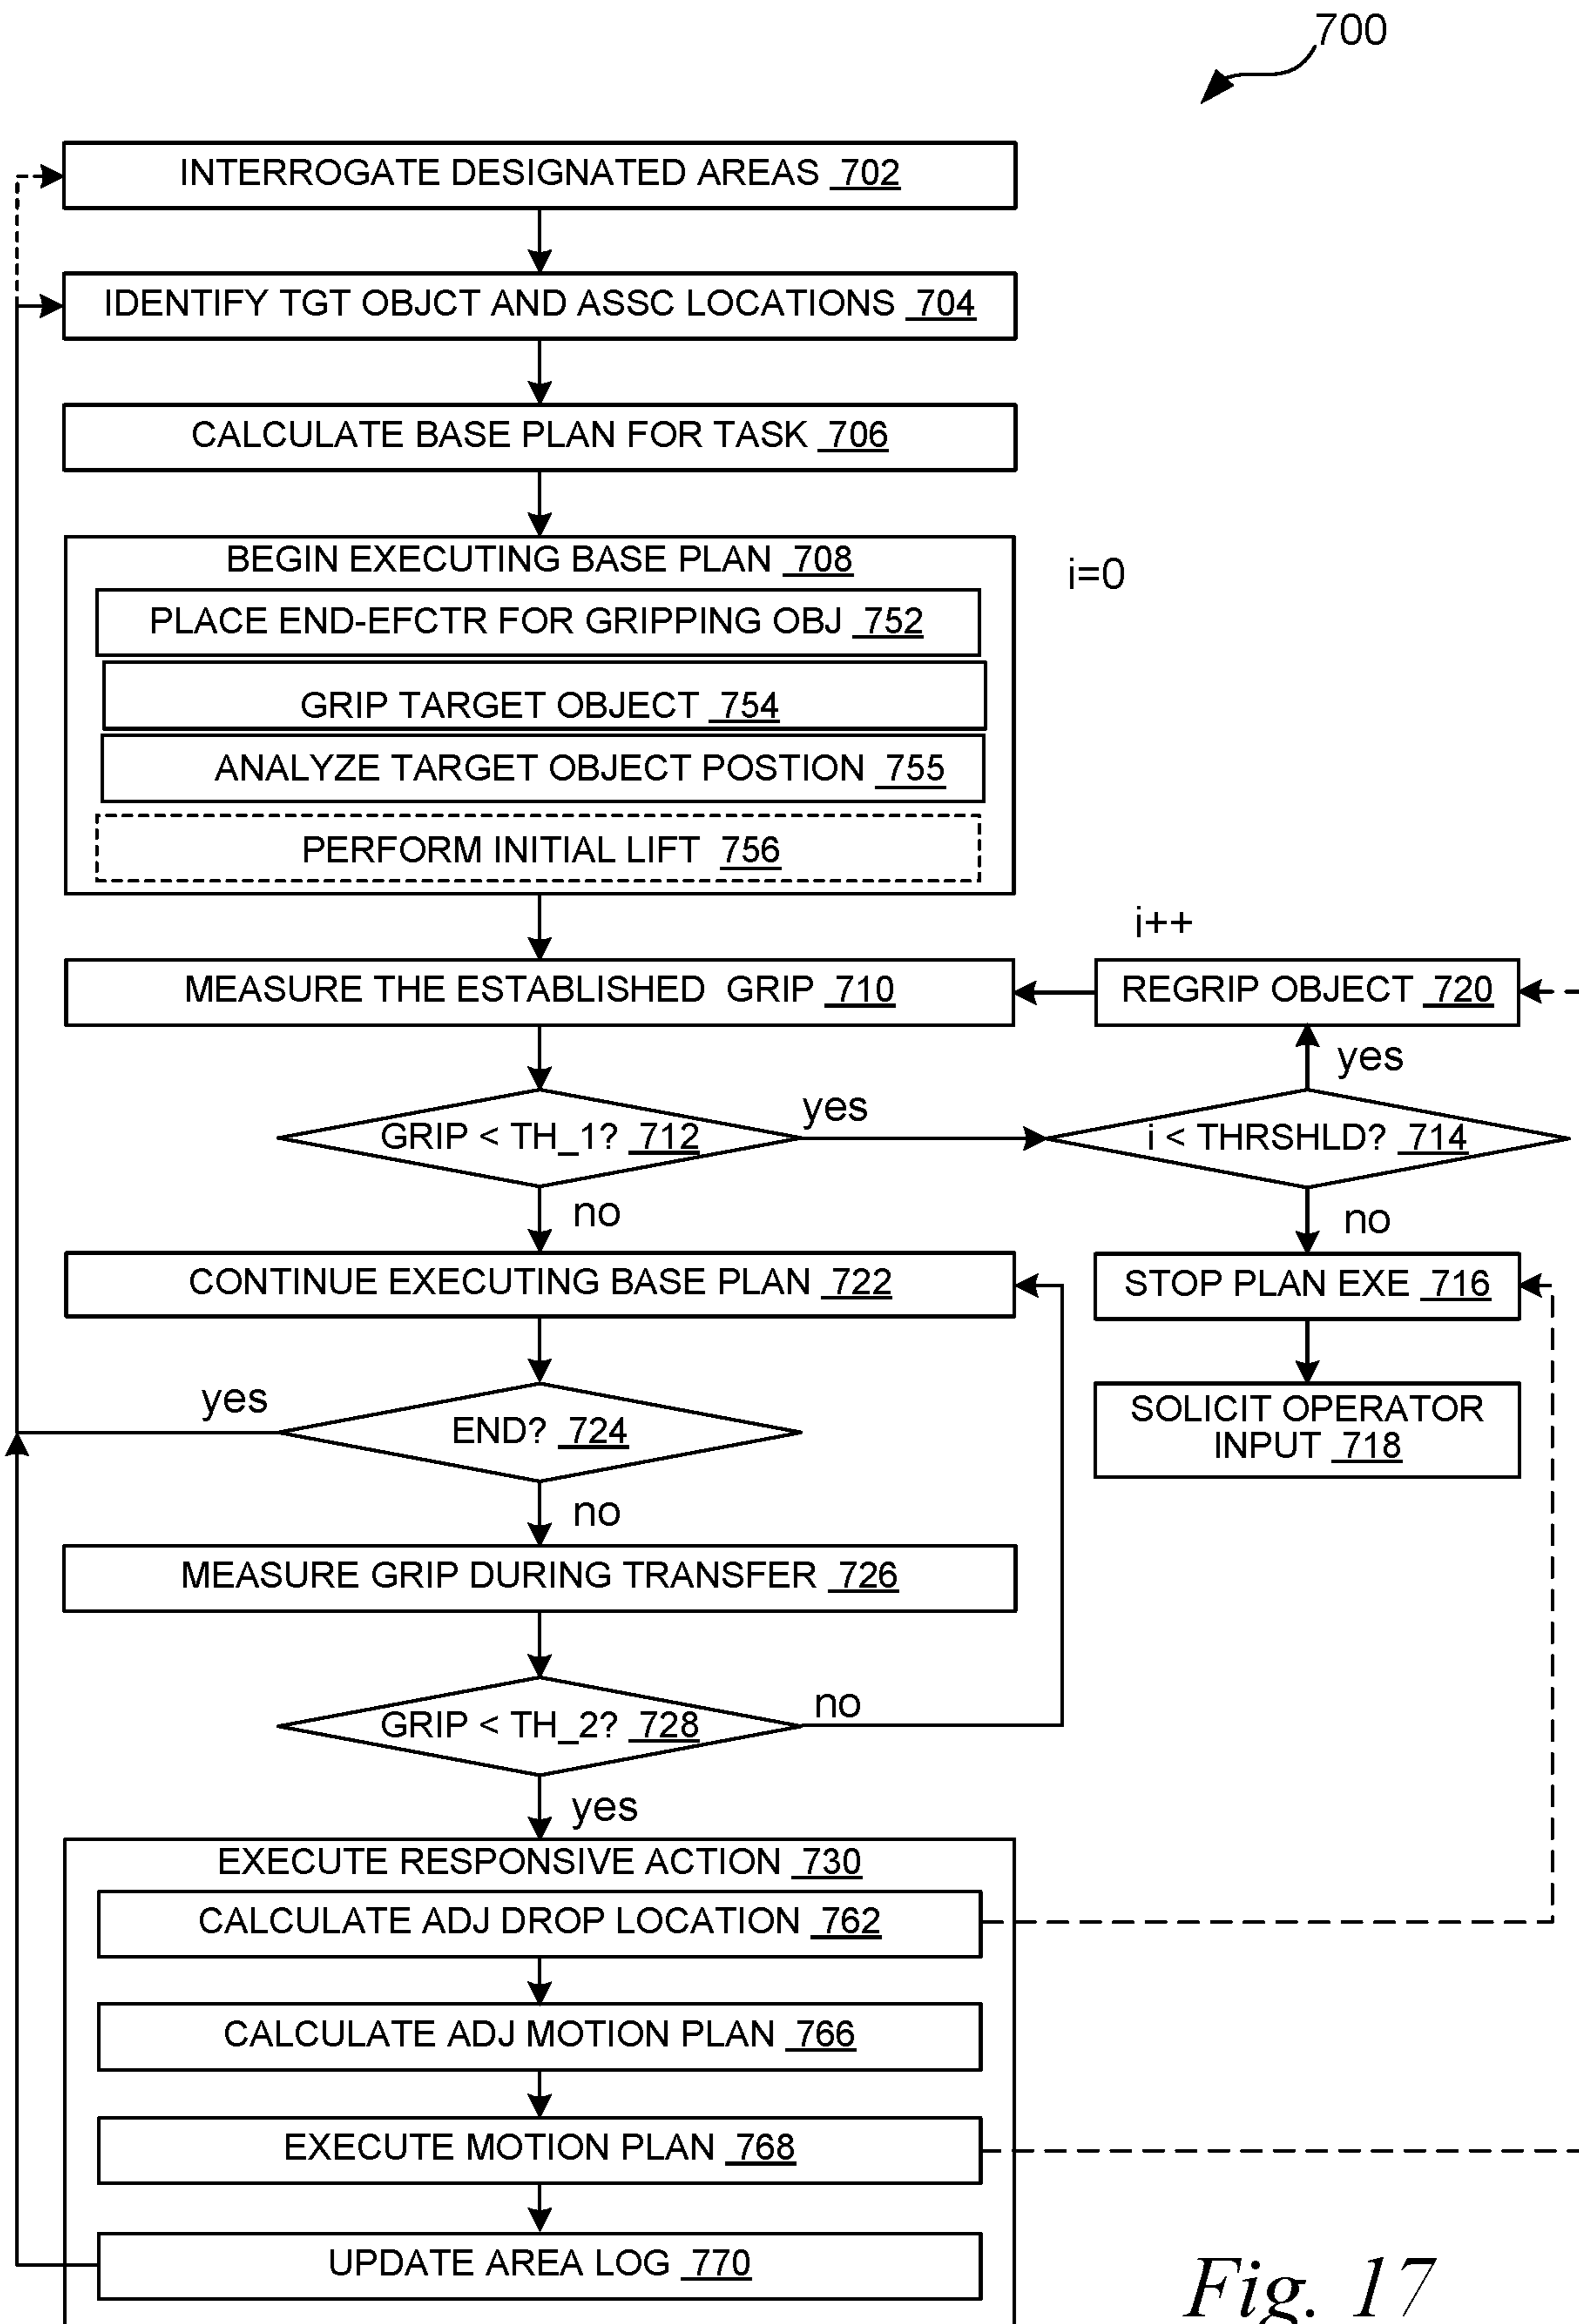 700
INTERROGATE DESIGNATED AREAS 702
IDENTIFY TGT OBJCT AND ASSC LOCATIONS 704
CALCULATE BASE PLAN FOR TASK 706
BEGIN EXECUTING BASE PLAN 708
i=0
PLACE END-EFCTR FOR GRIPPING OBJ 752
GRIP TARGET OBJECT 754
ANALYZE TARGET OBJECT POSTION 755
PERFORM INITIAL LIFT 756
i++
MEASURE THE ESTABLISHED GRIP 710
REGRIP OBJECT 720
yes
GRIP < TH_1? 712
yes
i < THRSHLD? 714
no
no
CONTINUE EXECUTING BASE PLAN 722
STOP PLAN EXE 716
yes
END? 724
SOLICIT OPERATOR
INPUT 718
no
MEASURE GRIP DURING TRANSFER 726
GRIP < TH_2? 728
no
yes
EXECUTE RESPONSIVE ACTION 730
CALCULATE ADJ DROP LOCATION 762
CALCULATE ADJ MOTION PLAN 766
EXECUTE MOTION PLAN 768
UPDATE AREA LOG 770
Fig. 17